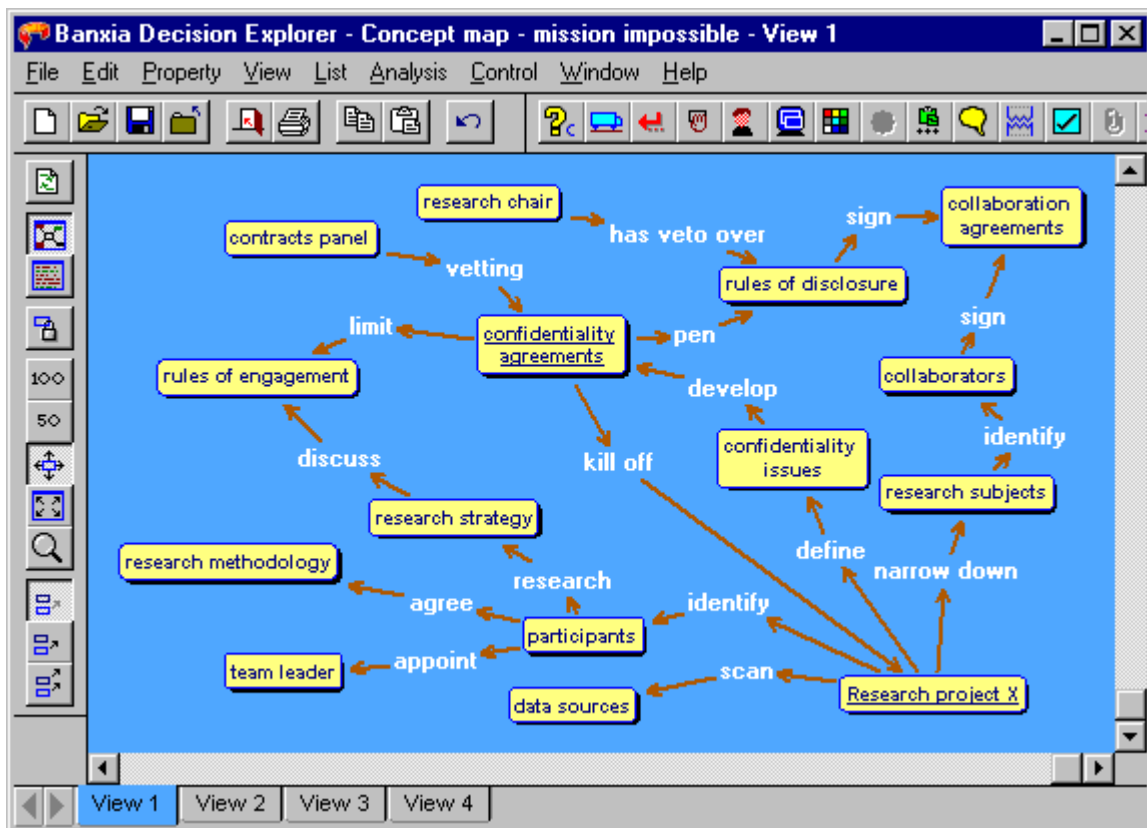 Banxia Decision Explorer - Concept map - mission impossible - View 1
File Edit Property View List Analysis Control Window Help
c
100
50
research chair
contracts panel
has veto over
sign
collaboration
agreements
vetting
rules of disclosure
limit
confidentiality
agreements
pen
sign
rules of engagement
develop
collaborators
discuss
kill off
confidentiality
issues
identify
research subjects
research strategy
research methodology
define
narrow down
research
agree
identify
participants
appoint
team leader
scan
data sources
Research project X
View 1 View 2 View 3 View 4